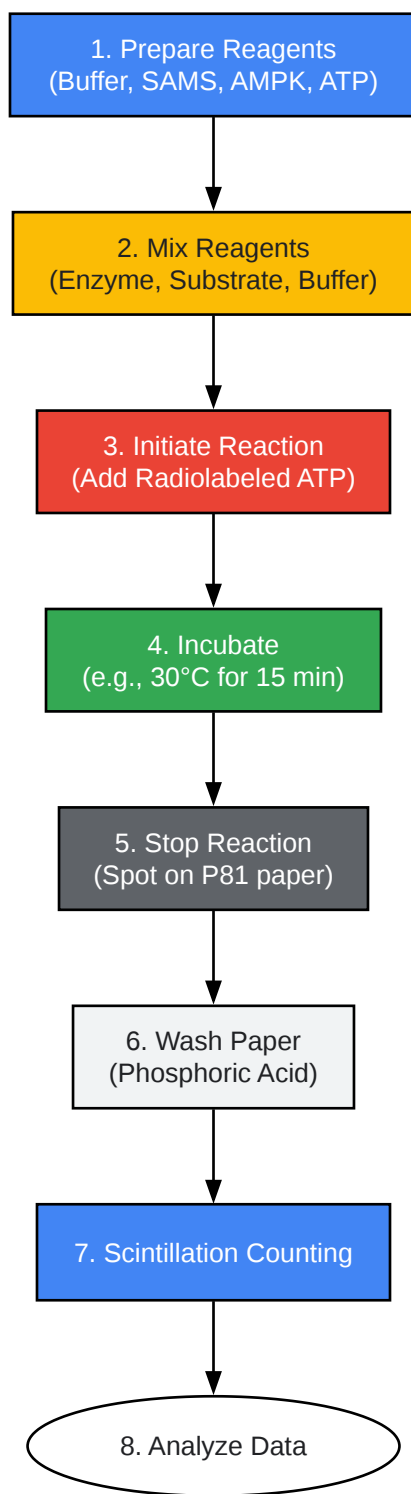 1. Prepare Reagents
(Buffer, SAMS, AMPK, ATP)
2. Mix Reagents
(Enzyme, Substrate, Buffer)
3. Initiate Reaction
(Add Radiolabeled ATP)
4. Incubate
(e.g., 30°C for 15 min)
5. Stop Reaction
(Spot on P81 paper)
6. Wash Paper
(Phosphoric Acid)
7. Scintillation Counting
8. Analyze Data